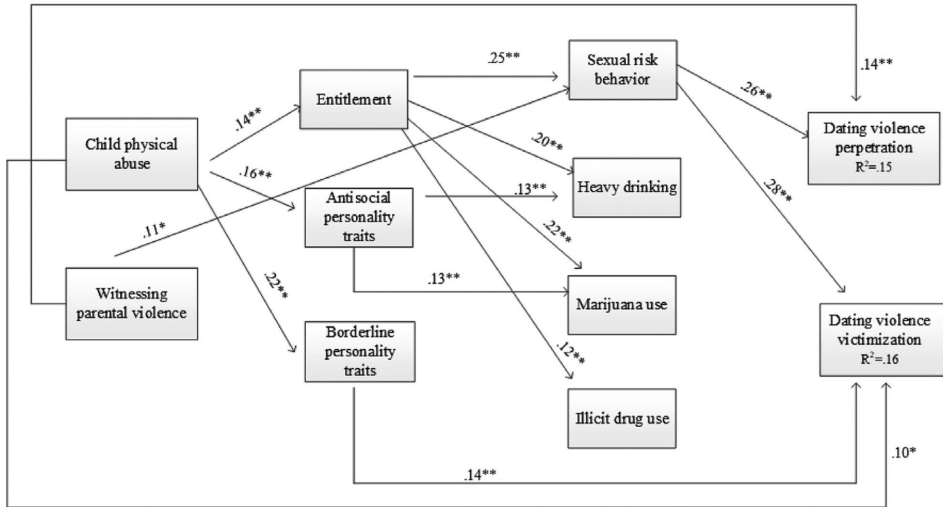 Sexual risk
behavior
.25**
.14**
Entitlement
.14**
.26**
Child physical
abuse
Dating violence
perpetration
R²=.15
.20**
.16**
Heavy drinking
.13**
Antisocial
personality
traits
.28**
.11*
.22**
.22**
.13**
Witnessing
parental violence
Marijuana use
Dating violence
victimization
R²=.16
Borderline
personality
traits
.12**
Illicit drug use
.10*
.14**